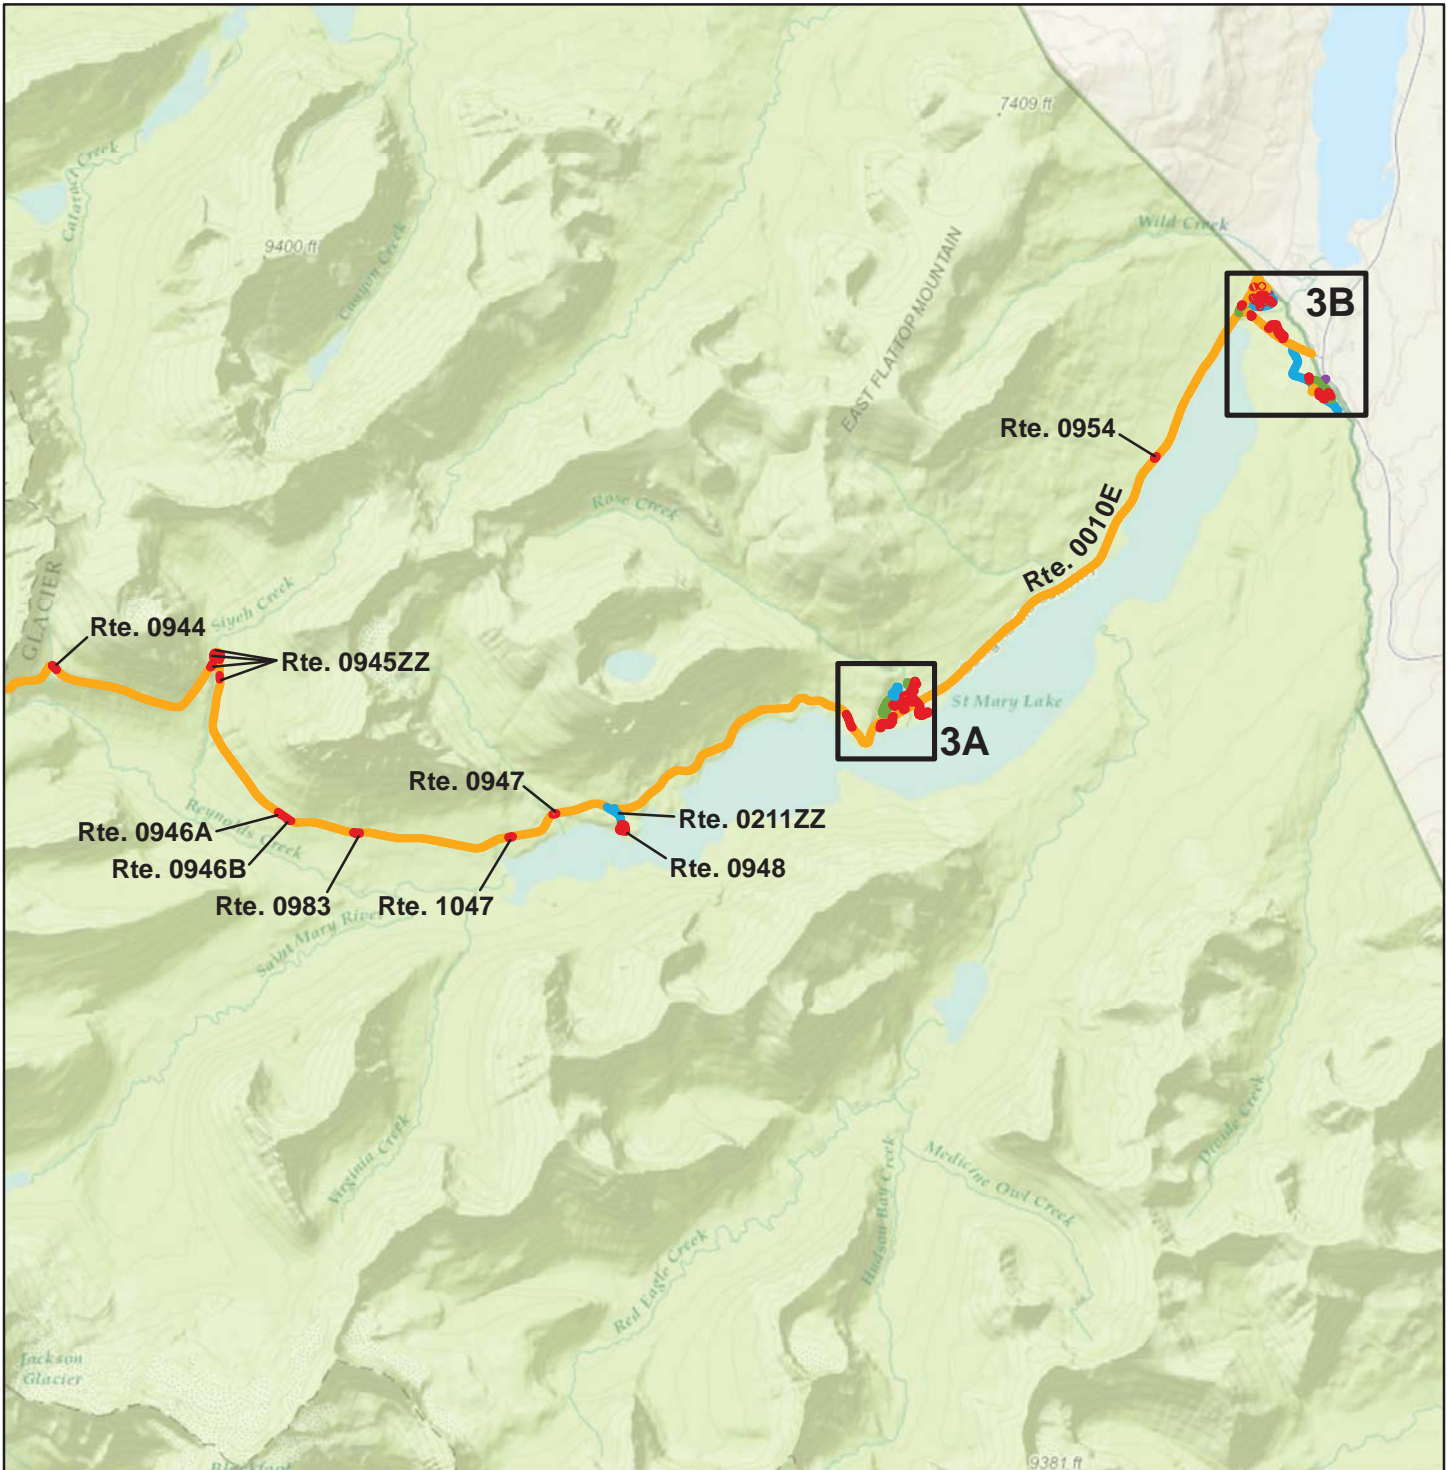 7409 ft
Cataract Creek
Wild Creek
9400 ft
Canyon Creek
EAST FLATTOP MOUNTAIN
3B
Rte. 0954
Rose Creek
Rte. 0010E
GLACIER
Siyeh Creek
Rte. 0944
Rte. 0945ZZ
St Mary Lake
3A
Rte. 0947
Reynolds Creek
Rte. 0946A
Rte. 0211ZZ
Rte. 0946B
Rte. 0948
Rte. 0983
Rte. 1047
Saint Mary River
Virginia Creek
Divide Creek
Medicine Owl Creek
Hudson Bay Creek
Red Eagle Creek
Jackson
Glacier
9381 ft